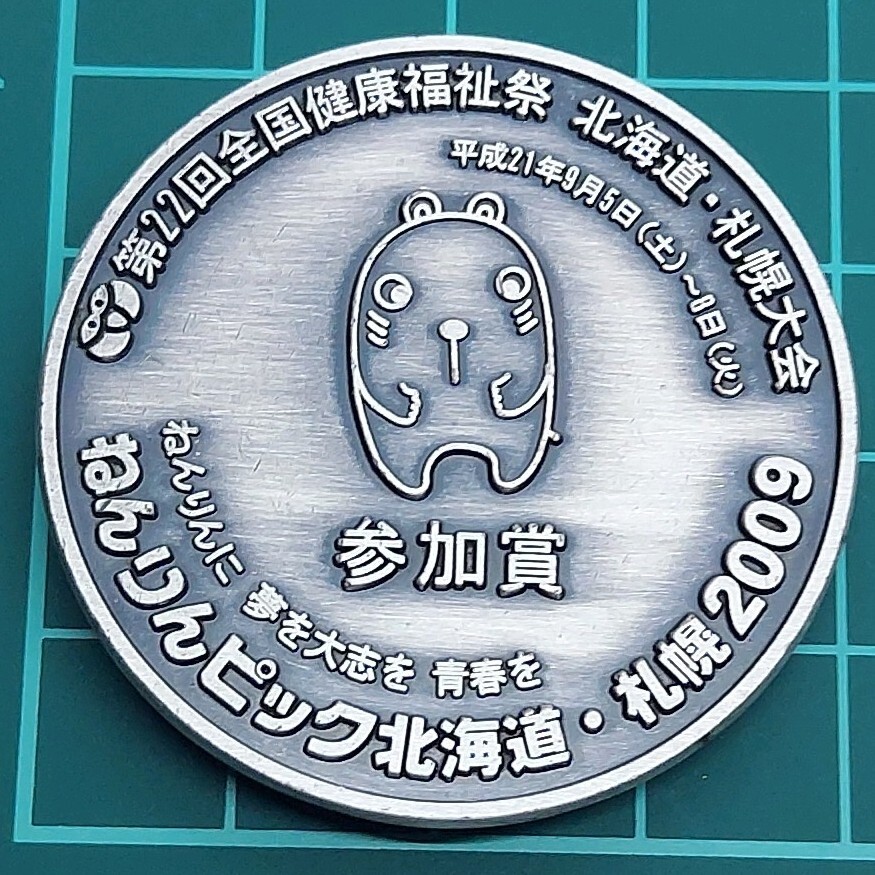 第22回全国健康福祉祭 北海道・札幌大会
平成21年9月5日(土)~8日(火)
参加賞
ねんりんに 夢を大志を 青春を
ねんりんピック北海道・札幌2009